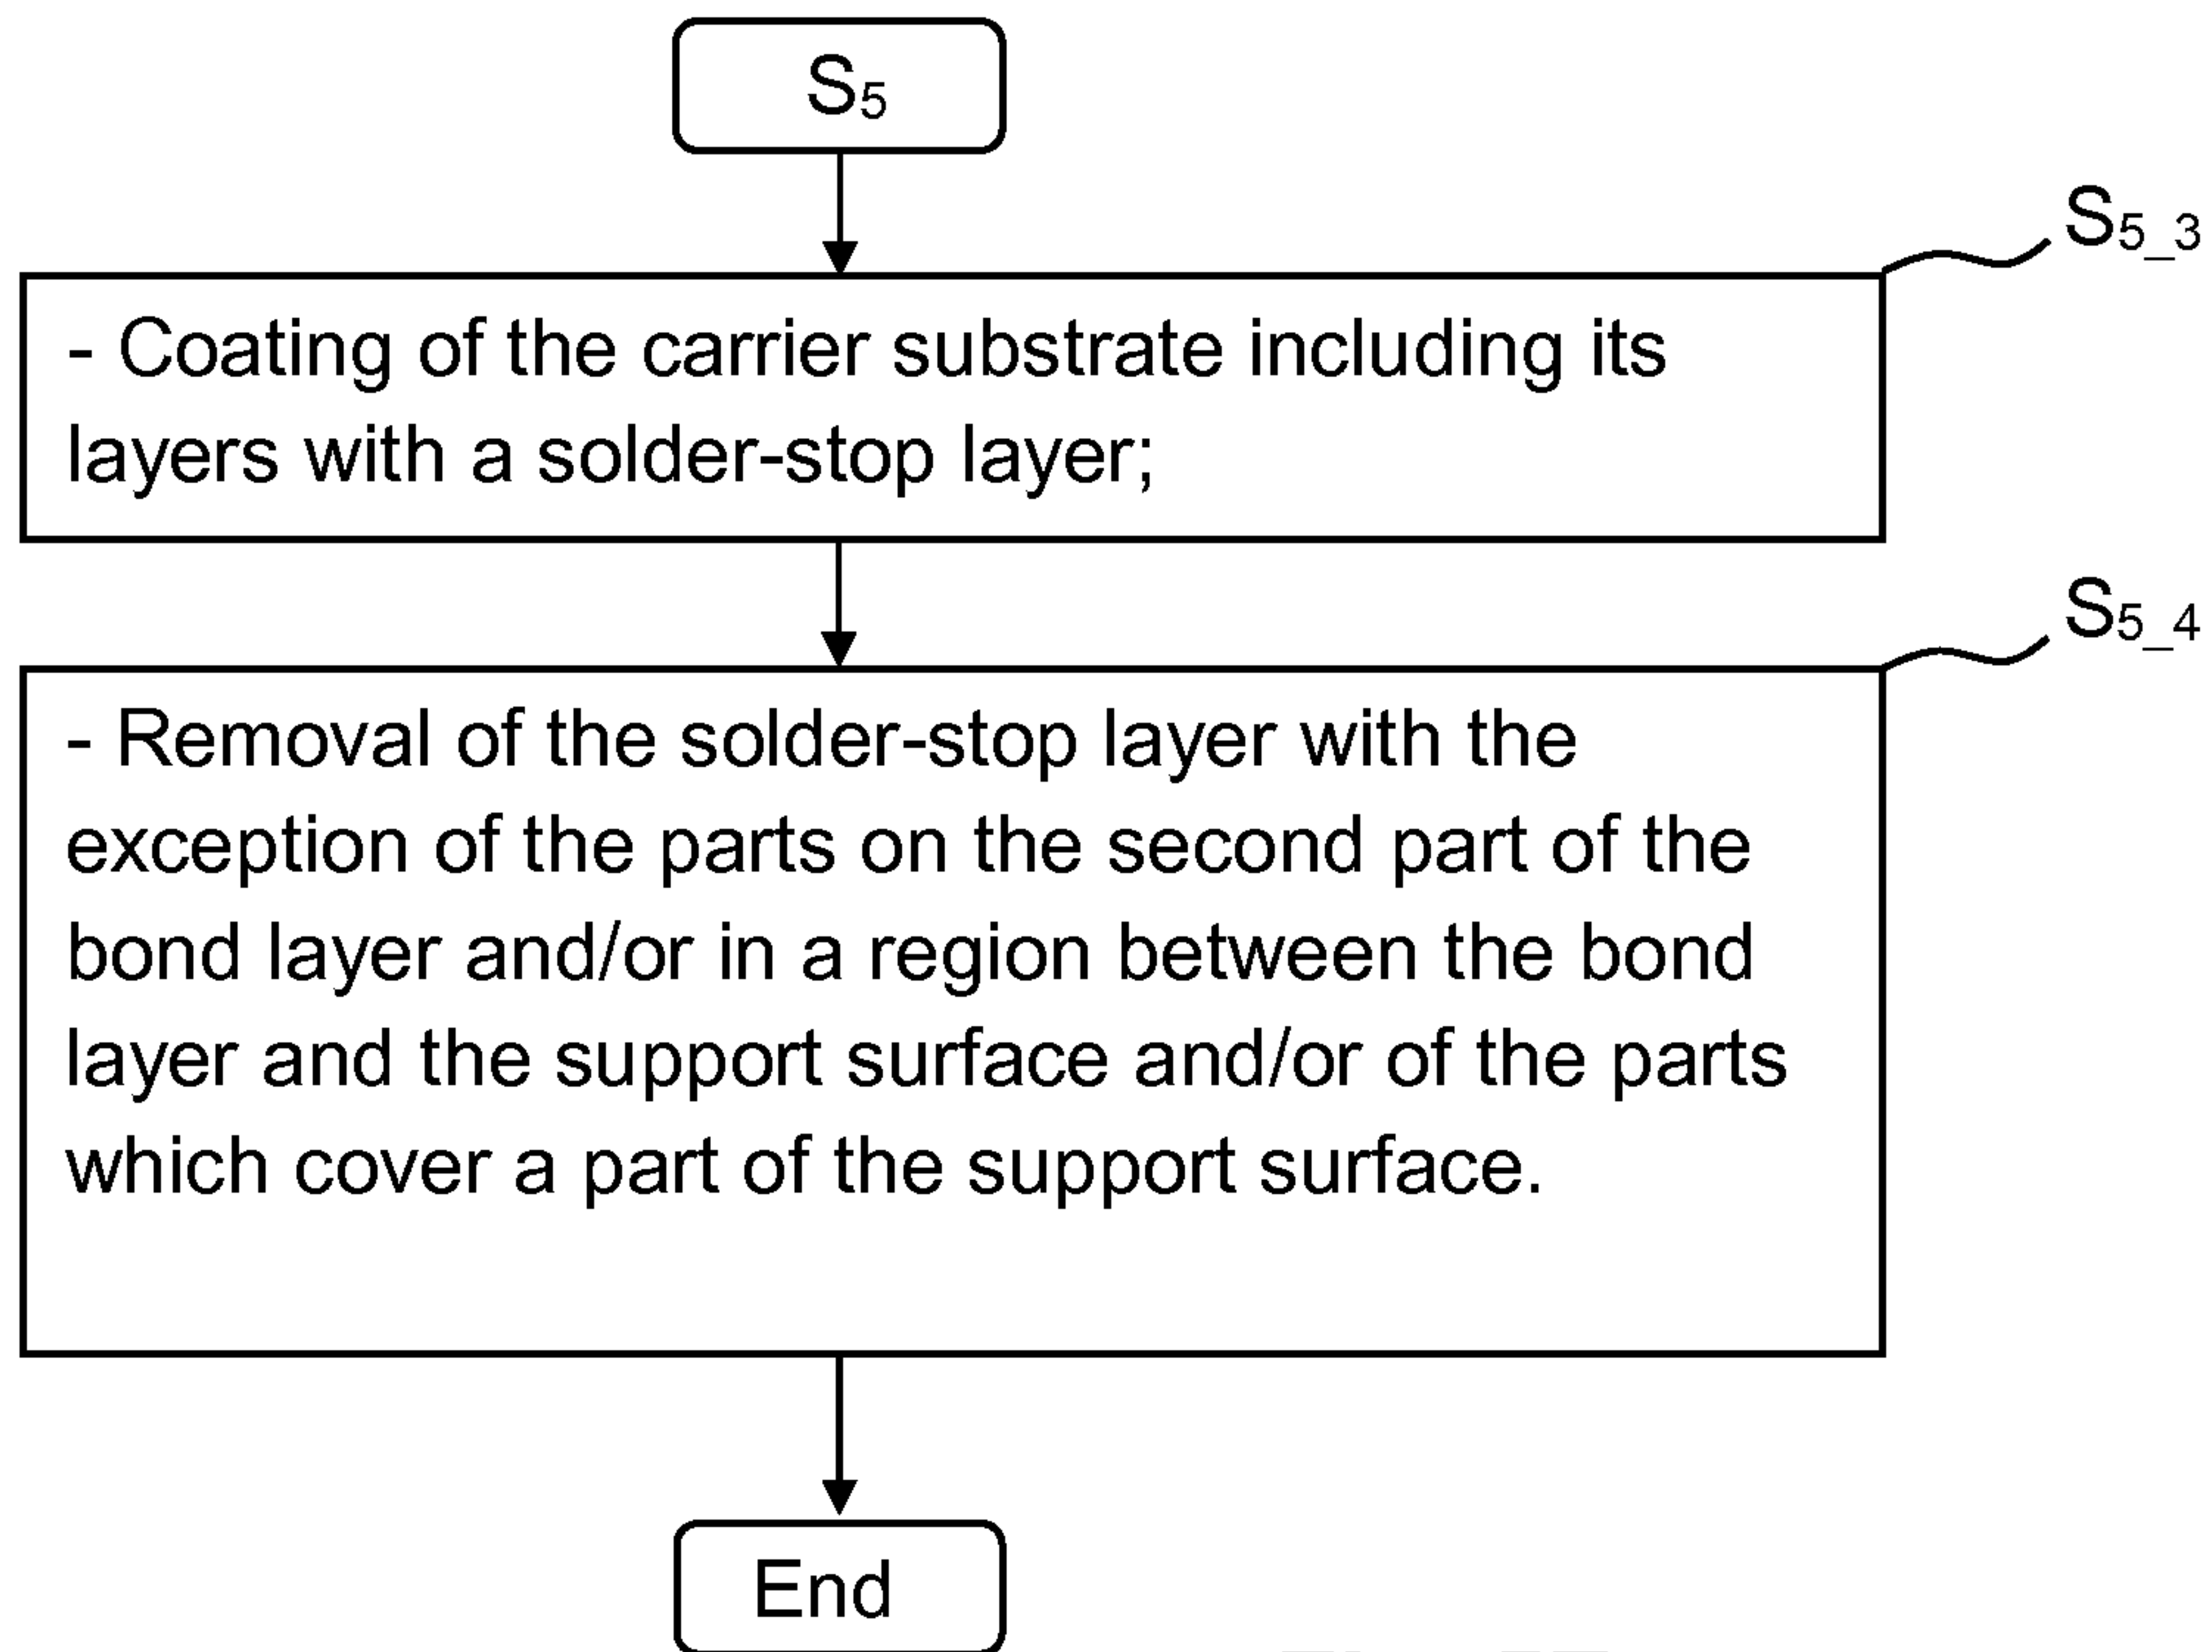 S5
S5_3
- Coating of the carrier substrate including its
layers with a solder-stop layer;
S5_4
- Removal of the solder-stop layer with the
exception of the parts on the second part of the
bond layer and/or in a region between the bond
layer and the support surface and/or of the parts
which cover a part of the support surface.
End